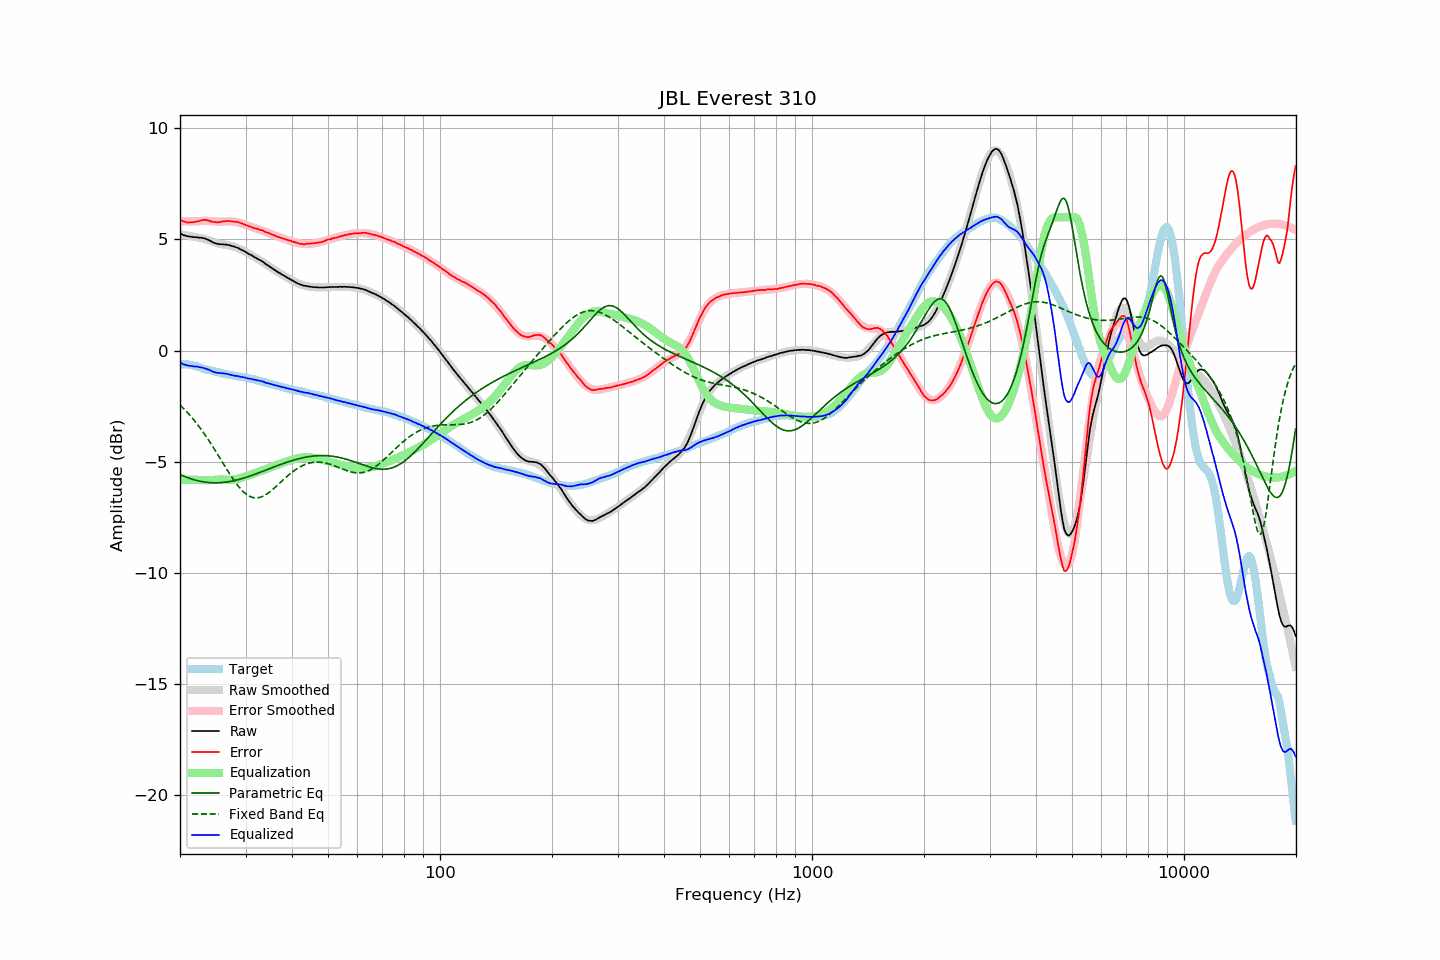 JBL Everest 310
Amplitude (dBr)
10
5
0
−5
−10
−15
−20
Target
Raw Smoothed
Error Smoothed
Raw
Error
Equalization
Parametric Eq
Fixed Band Eq
Equalized
100
1000
10000
Frequency (Hz)